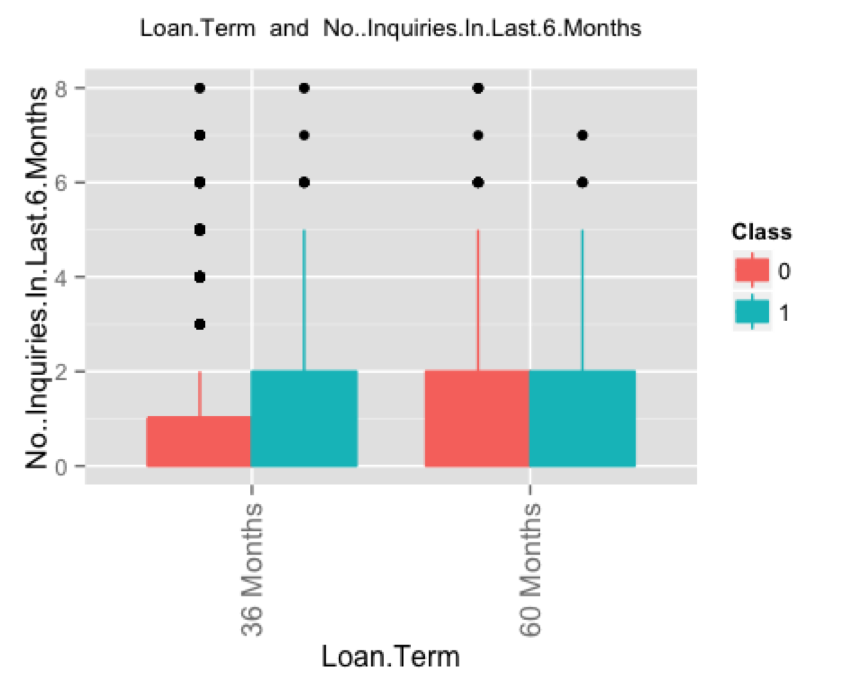 Loan.Term and No..Inquiries.In.Last.6.Months
No..Inquiries.In.Last.6.Months
8
6
4
2
0
36 Months
60 Months
Loan.Term
Class
0
1